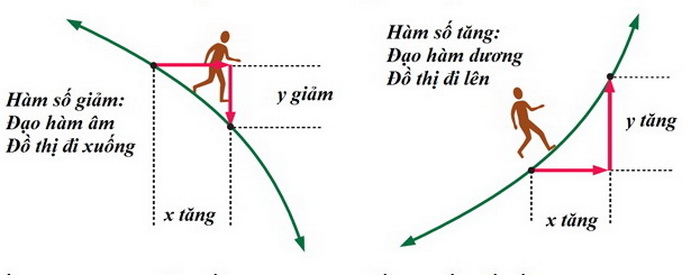 Hàm số giảm:
Đạo hàm âm
Đồ thị đi xuống
y giảm
x tăng
Hàm số tăng:
Đạo hàm dương
Đồ thị đi lên
y tăng
x tăng